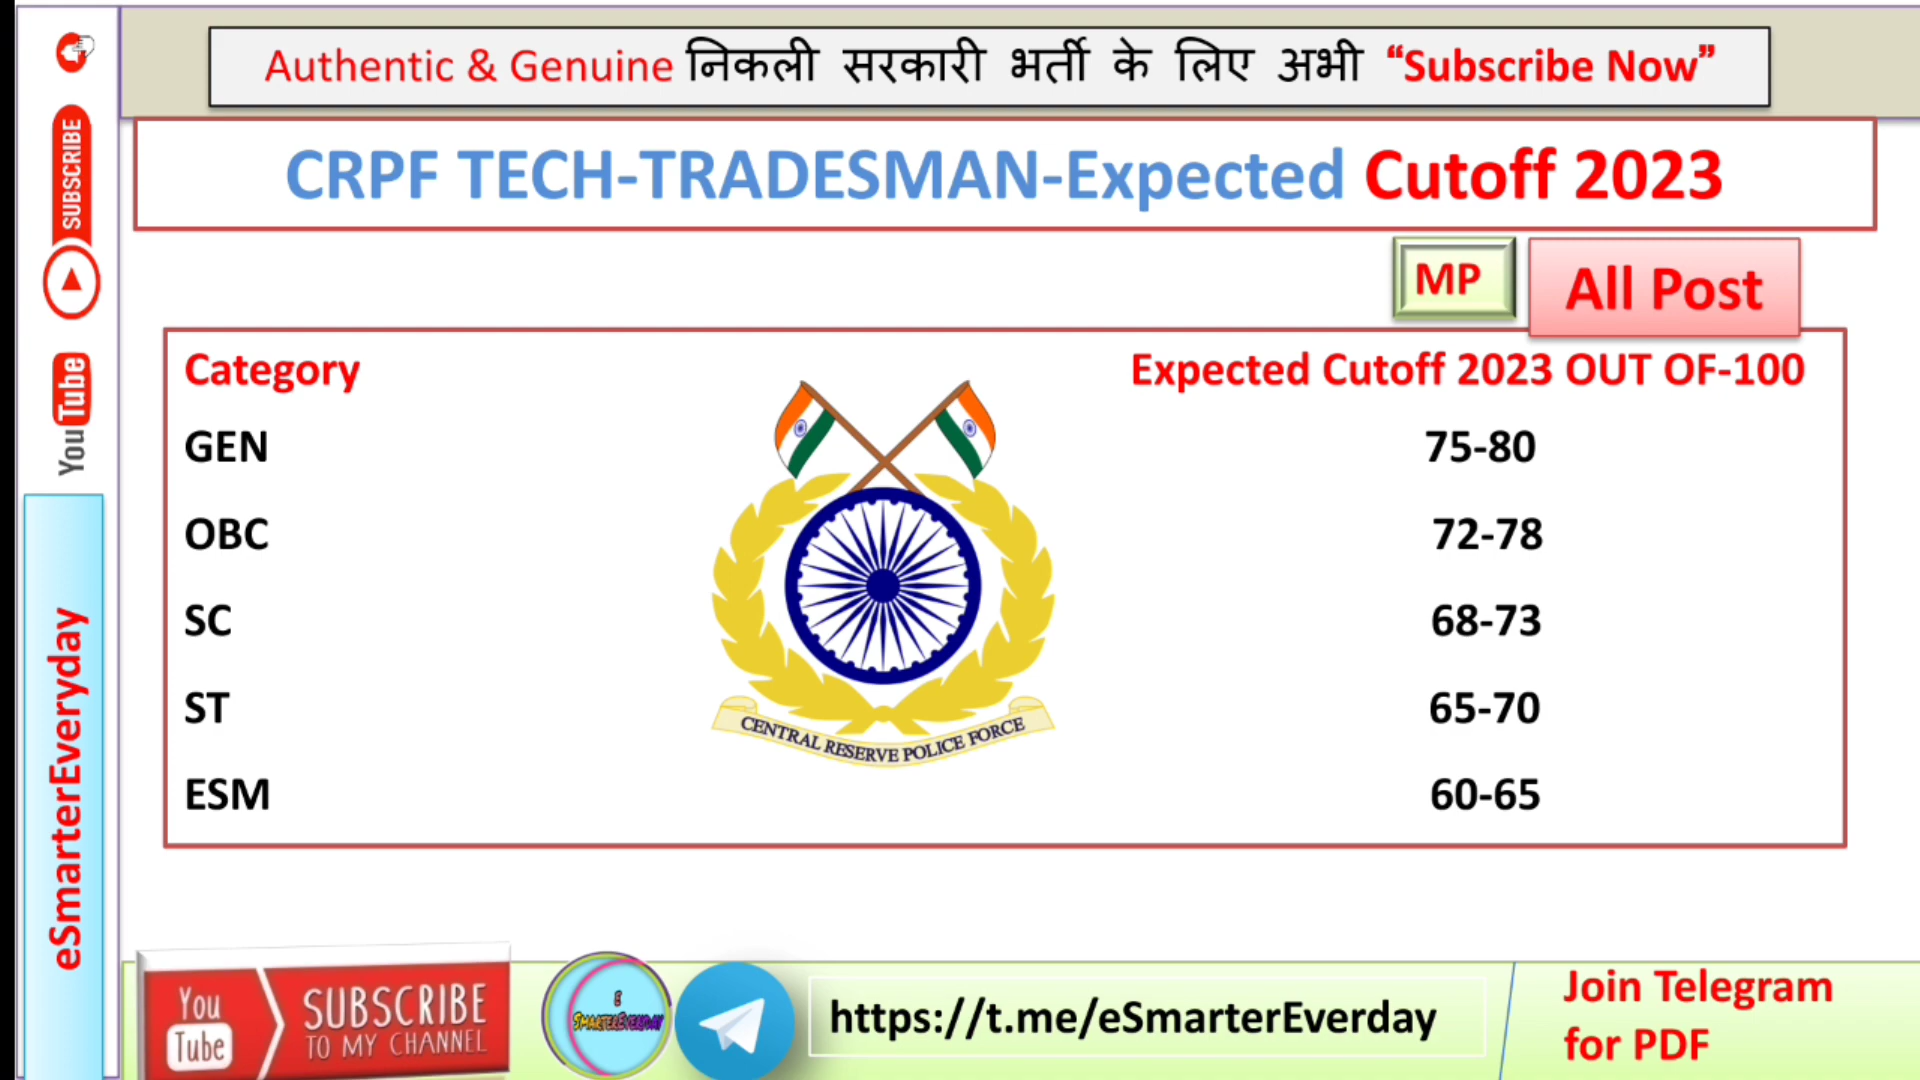 Authentic & Genuine निकली सरकारी भर्ती के लिए अभी “Subscribe Now”
CRPF TECH-TRADESMAN-Expected Cutoff 2023
MP
All Post
Category Expected Cutoff 2023 OUT OF-100
GEN 75-80
OBC 72-78
SC 68-73
ST 65-70
ESM 60-65
CENTRAL RESERVE POLICE FORCE
SUBSCRIBE
YouTube
eSmarterEveryday
You
Tube
SUBSCRIBE
TO MY CHANNEL
E
SMARTEREVERDAY
https://t.me/eSmarterEverday
Join Telegram
for PDF